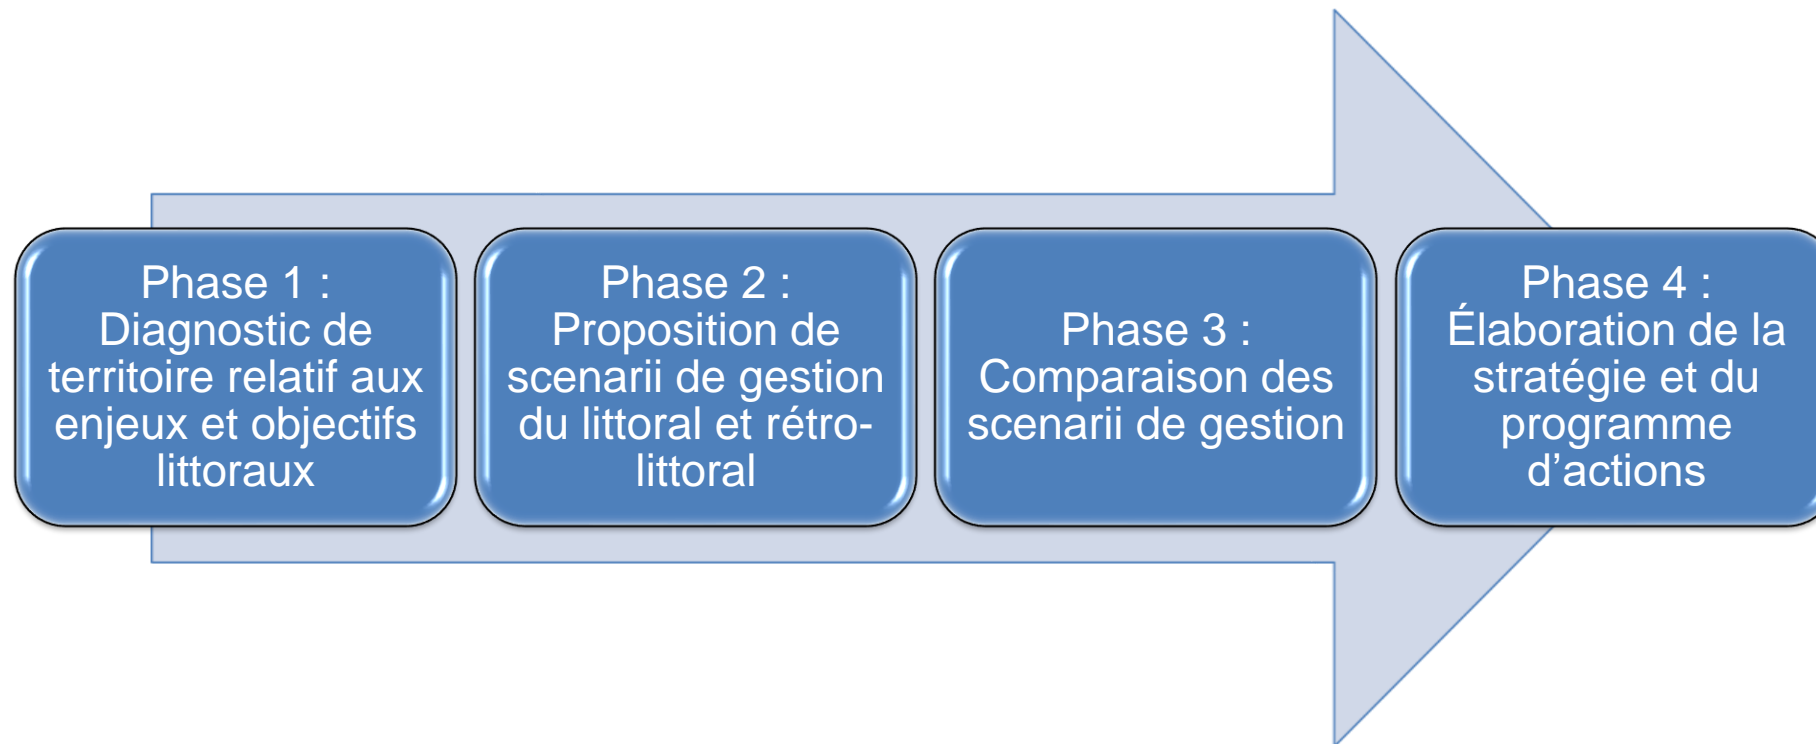 Phase 1 :
Diagnostic de
territoire relatif aux
enjeux et objectifs
littoraux
Phase 2 :
Proposition de
scenarii de gestion
du littoral et rétro-
littoral
Phase 3 :
Comparaison des
scenarii de gestion
Phase 4 :
Élaboration de la
stratégie et du
programme
d’actions